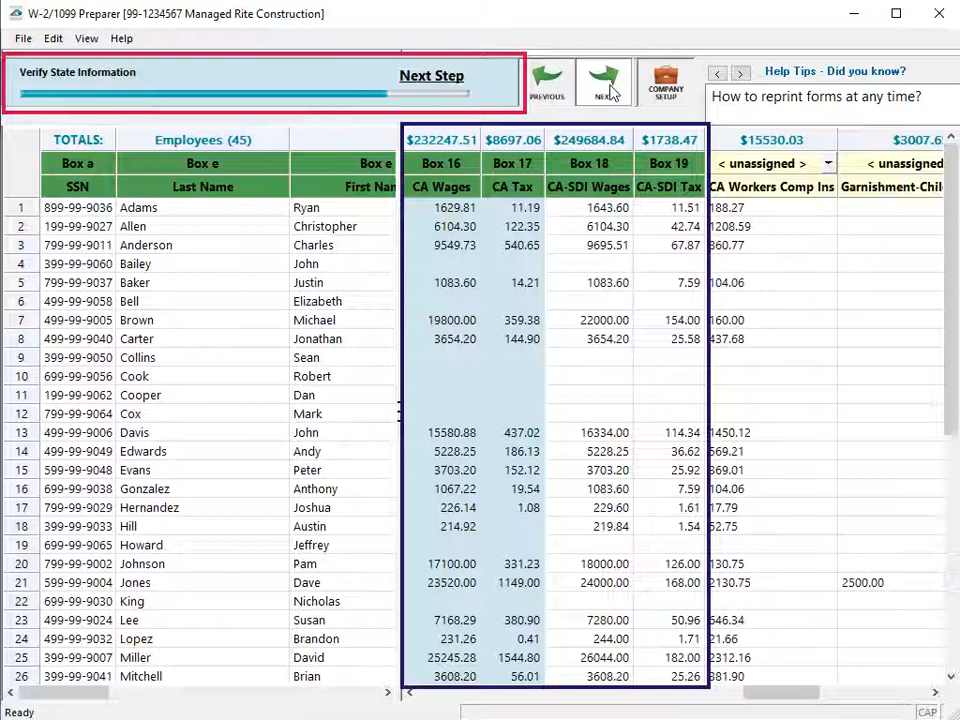 W-2/1099 Preparer [99-1234567 Managed Rite Construction]
File Edit View Help
Verify State Information
Next Step
PREVIOUS
NEXT
COMPANY SETUP
Help Tips - Did you know?
How to reprint forms at any time?
TOTALS: Employees (45) $232247.51 $8697.06 $249684.84 $1738.47 $15530.03 $3007.6
Box a Box e Box e Box 16 Box 17 Box 18 Box 19 < unassigned > < unassigned
SSN Last Name First Nan CA Wages CA Tax CA-SDI Wages CA-SDI Tax CA Workers Comp Ins Garnishment-Chil
1 899-99-9036 Adams Ryan 1629.81 11.19 1643.60 11.51 188.27
2 199-99-9027 Allen Christopher 6104.30 122.35 6104.30 42.74 1208.59
3 799-99-9011 Anderson Charles 9549.73 540.65 9695.51 67.87 860.77
4 399-99-9060 Bailey John
5 799-99-9037 Baker Justin 1083.60 14.21 1083.60 7.59 104.06
6 499-99-9058 Bell Elizabeth
7 499-99-9005 Brown Michael 19800.00 359.38 22000.00 154.00 160.00
8 499-99-9040 Carter Jonathan 3654.20 144.90 3654.20 25.58 437.68
9 399-99-9050 Collins Sean
10 699-99-9056 Cook Robert
11 199-99-9062 Cooper Dan
12 799-99-9064 Cox Mark
13 499-99-9006 Davis John 15580.88 437.02 16334.00 114.34 1450.12
14 499-99-9049 Edwards Andy 5228.25 186.13 5228.25 36.62 569.21
15 599-99-9048 Evans Peter 3703.20 152.12 3703.20 25.92 869.01
16 699-99-9038 Gonzalez Anthony 1067.22 19.54 1083.60 7.59 104.06
17 799-99-9029 Hernandez Joshua 226.14 1.08 229.60 1.61 17.79
18 399-99-9033 Hill Austin 214.92 219.84 1.54 52.75
19 699-99-9065 Howard Jeffrey
20 799-99-9002 Johnson Pam 17100.00 331.23 18000.00 126.00 130.75
21 599-99-9004 Jones Dave 23520.00 1149.00 24000.00 168.00 2130.75 2500.00
22 699-99-9030 King Nicholas
23 499-99-9024 Lee Susan 7168.29 380.90 7280.00 50.96 546.34
24 499-99-9032 Lopez Brandon 231.26 0.41 244.00 1.71 21.66
25 399-99-9007 Miller David 25245.28 1544.80 26044.00 182.00 2312.16
26 399-99-9041 Mitchell Brian 3608.20 56.01 3608.20 25.26 881.90
Ready CAP